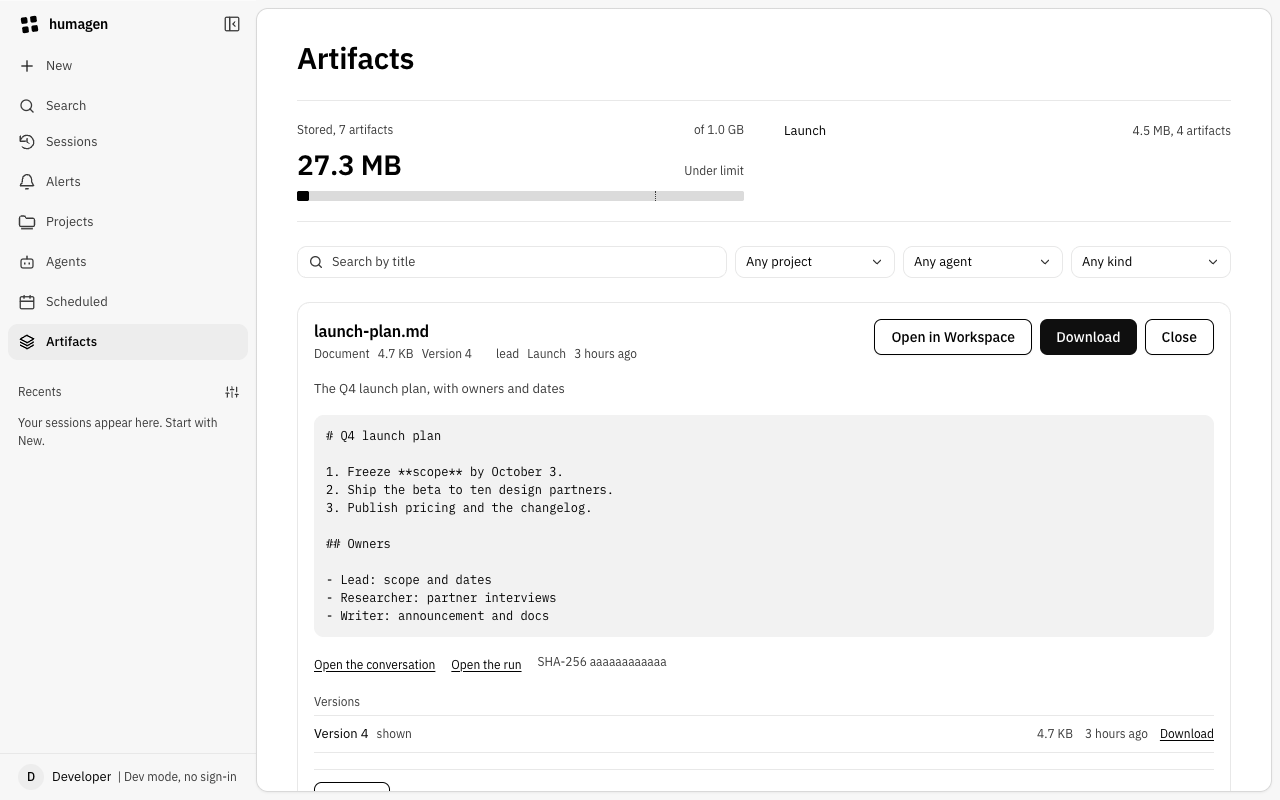 humagen
New
Search
Sessions
Alerts
Projects
Agents
Scheduled
Artifacts
Recents
Your sessions appear here. Start with
New.
D Developer | Dev mode, no sign-in
Artifacts
Stored, 7 artifacts of 1.0 GB
27.3 MB Under limit
Launch 4.5 MB, 4 artifacts
Search by title Any project Any agent Any kind
launch-plan.md
Document 4.7 KB Version 4 lead Launch 3 hours ago
Open in Workspace Download Close
The Q4 launch plan, with owners and dates
# Q4 launch plan
1. Freeze **scope** by October 3.
2. Ship the beta to ten design partners.
3. Publish pricing and the changelog.
## Owners
- Lead: scope and dates
- Researcher: partner interviews
- Writer: announcement and docs
Open the conversation Open the run SHA-256 aaaaaaaaaaaa
Versions
Version 4 shown 4.7 KB 3 hours ago Download